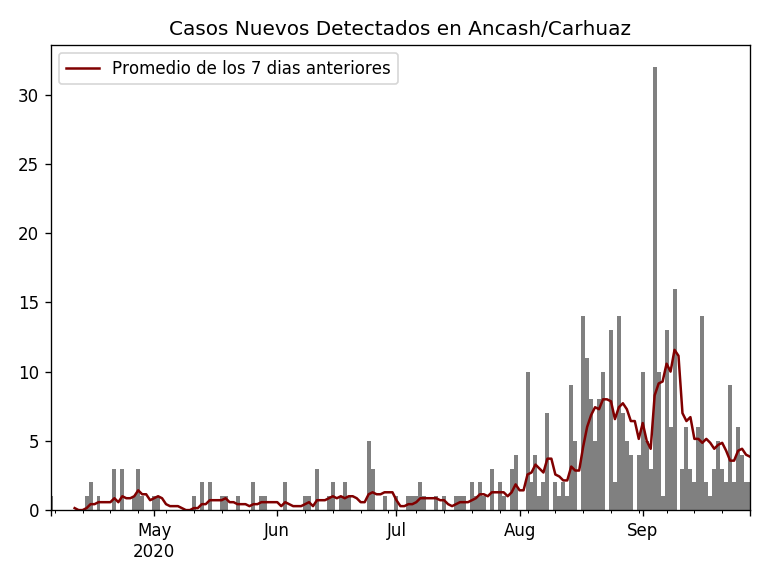 Casos Nuevos Detectados en Ancash/Carhuaz
Promedio de los 7 dias anteriores
30
25
20
15
10
5
0
May Jun Jul Aug Sep
2020